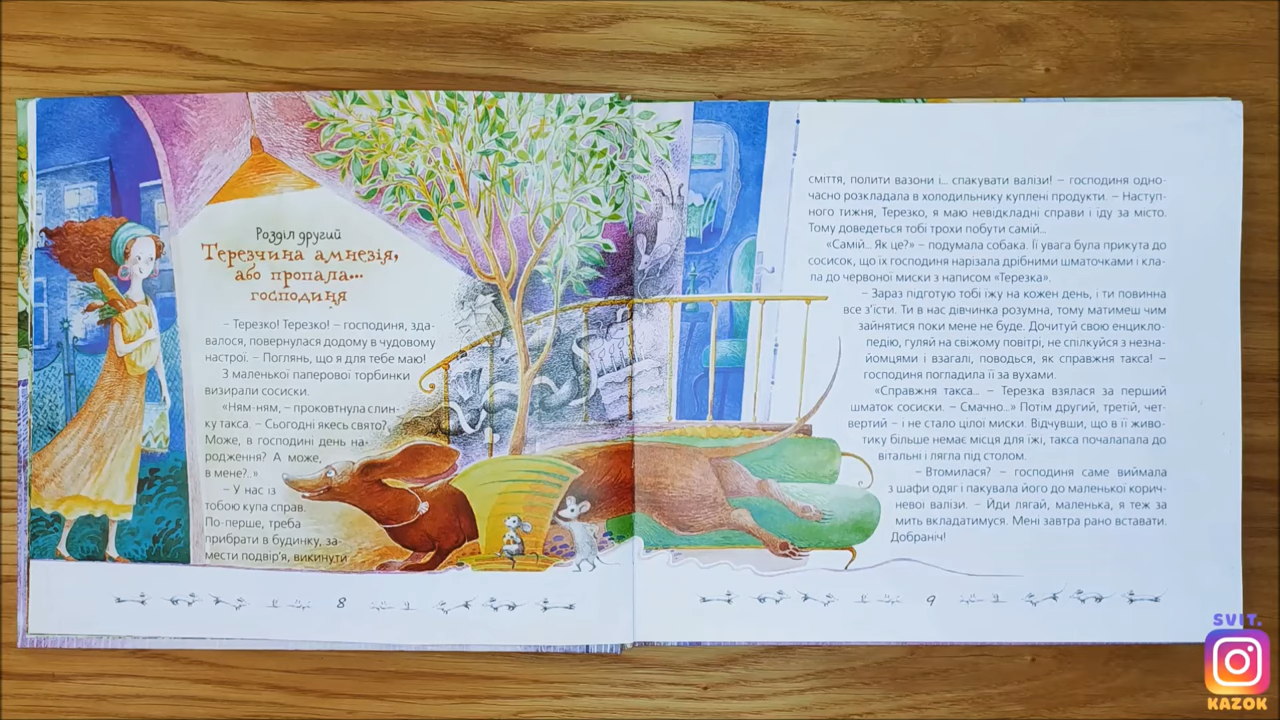 Розділ другий
Терезчина амнезія,
або пропала...
господиня
– Терезко! Терезко! – господиня, зда-
валося, повернулася додому в чудовому
настрої. – Поглянь, що я для тебе маю!
З маленької паперової торбинки
визирали сосиски.
«Ням-ням, – проковтнула слин-
ку такса. – Сьогодні якесь свято?
Може, в господині день на-
родження? А може,
в мене?..»
– У нас із
тобою купа справ.
По-перше, треба
прибрати в будинку, за-
мести подвір’я, викинути
8
сміття, полити вазони і... спакувати валізи! – господиня одно-
часно розкладала в холодильнику куплені продукти. – Наступ-
ного тижня, Терезко, я маю невідкладні справи і їду за місто.
Тому доведеться тобі трохи побути самій...
«Самій... Як це?» – подумала собака. Її увага була прикута до
сосисок, що їх господиня нарізала дрібними шматочками і кла-
ла до червоної миски з написом «Терезка».
– Зараз підготую тобі їжу на кожен день, і ти повинна
все з’їсти. Ти в нас дівчинка розумна, тому матимеш чим
зайнятися поки мене не буде. Дочитуй свою енцикло-
педію, гуляй на свіжому повітрі, не спілкуйся з незна-
йомцями і взагалі, поводься, як справжня такса! –
господиня погладила її за вухами.
«Справжня такса... – Терезка взялася за перший
шматок сосиски. – Смачно...» Потім другий, третій, чет-
вертий – і не стало цілої миски. Відчувши, що в її живо-
тику більше немає місця для їжі, такса почалапала до
вітальні і лягла під столом.
– Втомилася? – господиня саме виймала
з шафи одяг і пакувала його до маленької корич-
невої валізи. – Йди лягай, маленька, я теж за
мить вкладатимуся. Мені завтра рано вставати.
Добраніч!
9
SVIT.
KAZOK